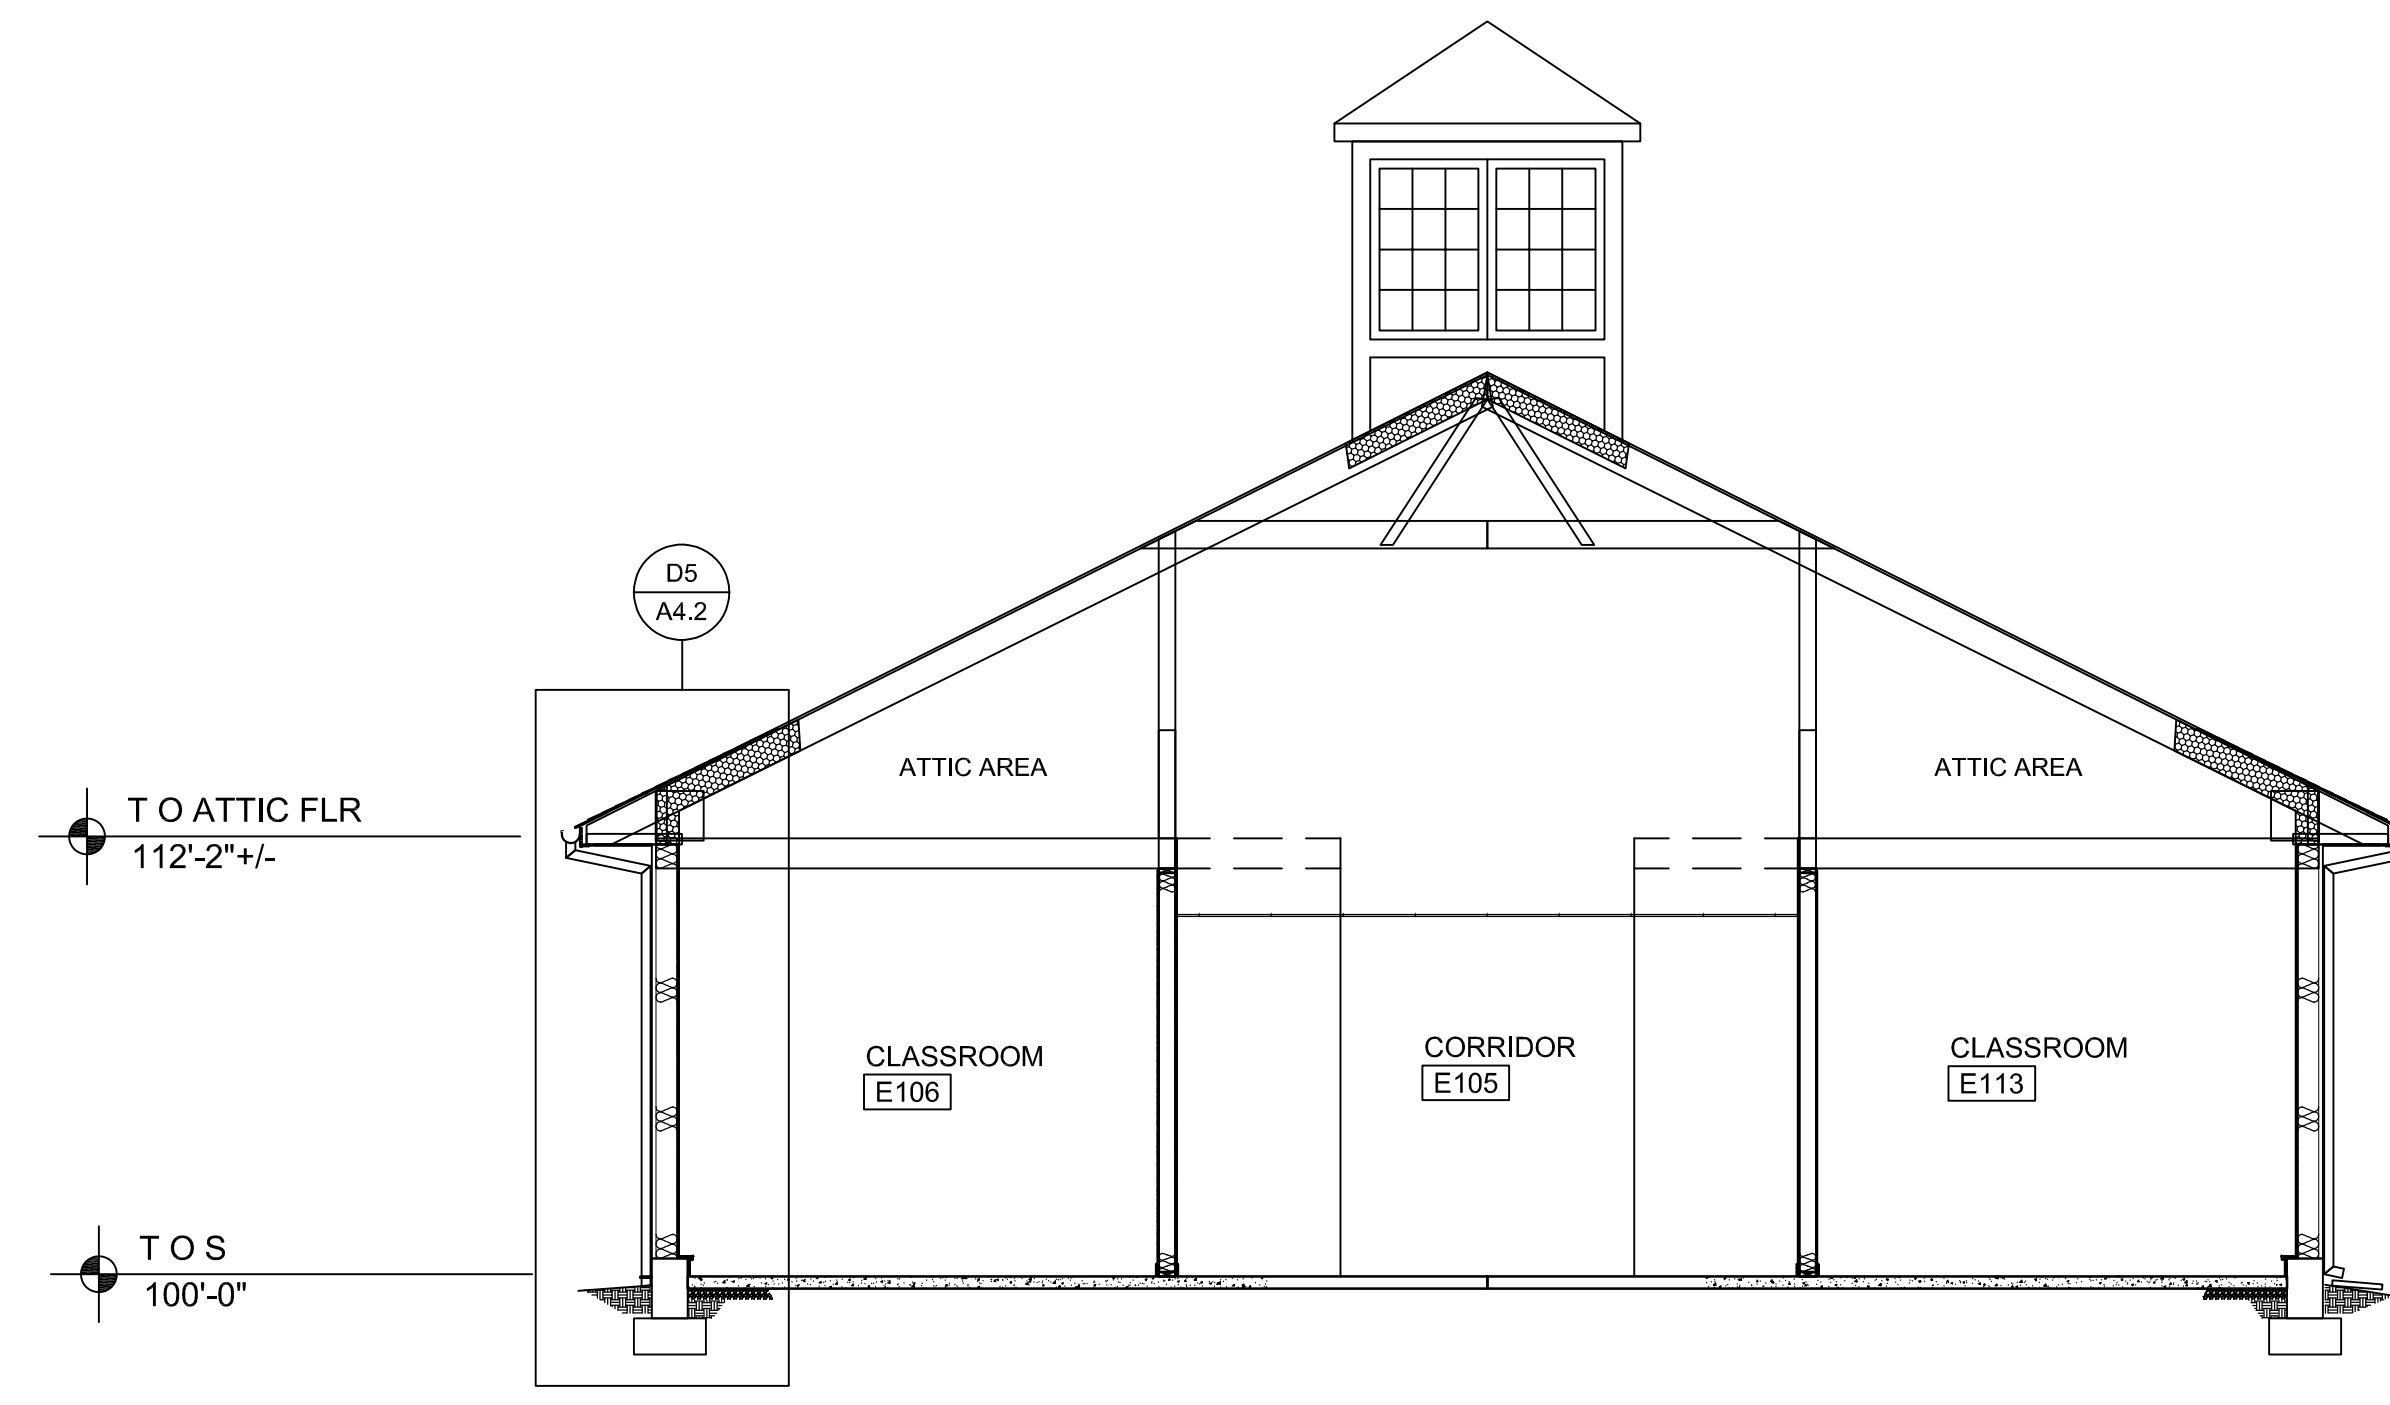 D5
A4.2
ATTIC AREA
ATTIC AREA
T O ATTIC FLR
112'-2"+/-
CLASSROOM
E106
CORRIDOR
E105
CLASSROOM
E113
T O S
100'-0"